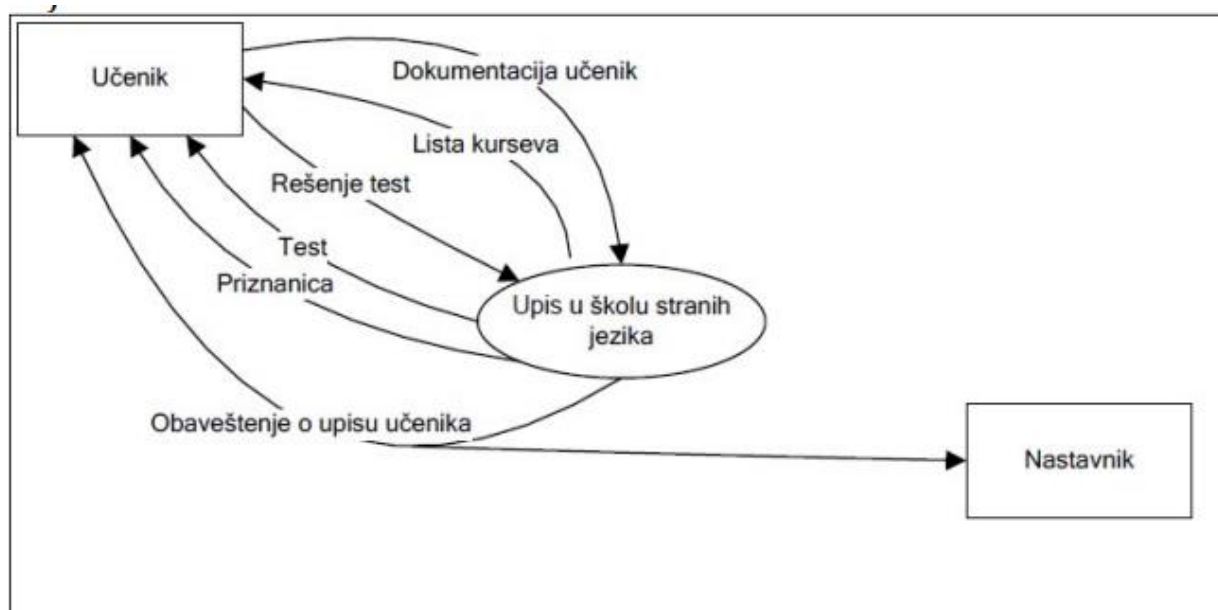 Učenik
Dokumentacija učenik
Lista kurseva
Rešenje test
Test
Priznanica
Upis u školu stranih
jezika
Obaveštenje o upisu učenika
Nastavnik